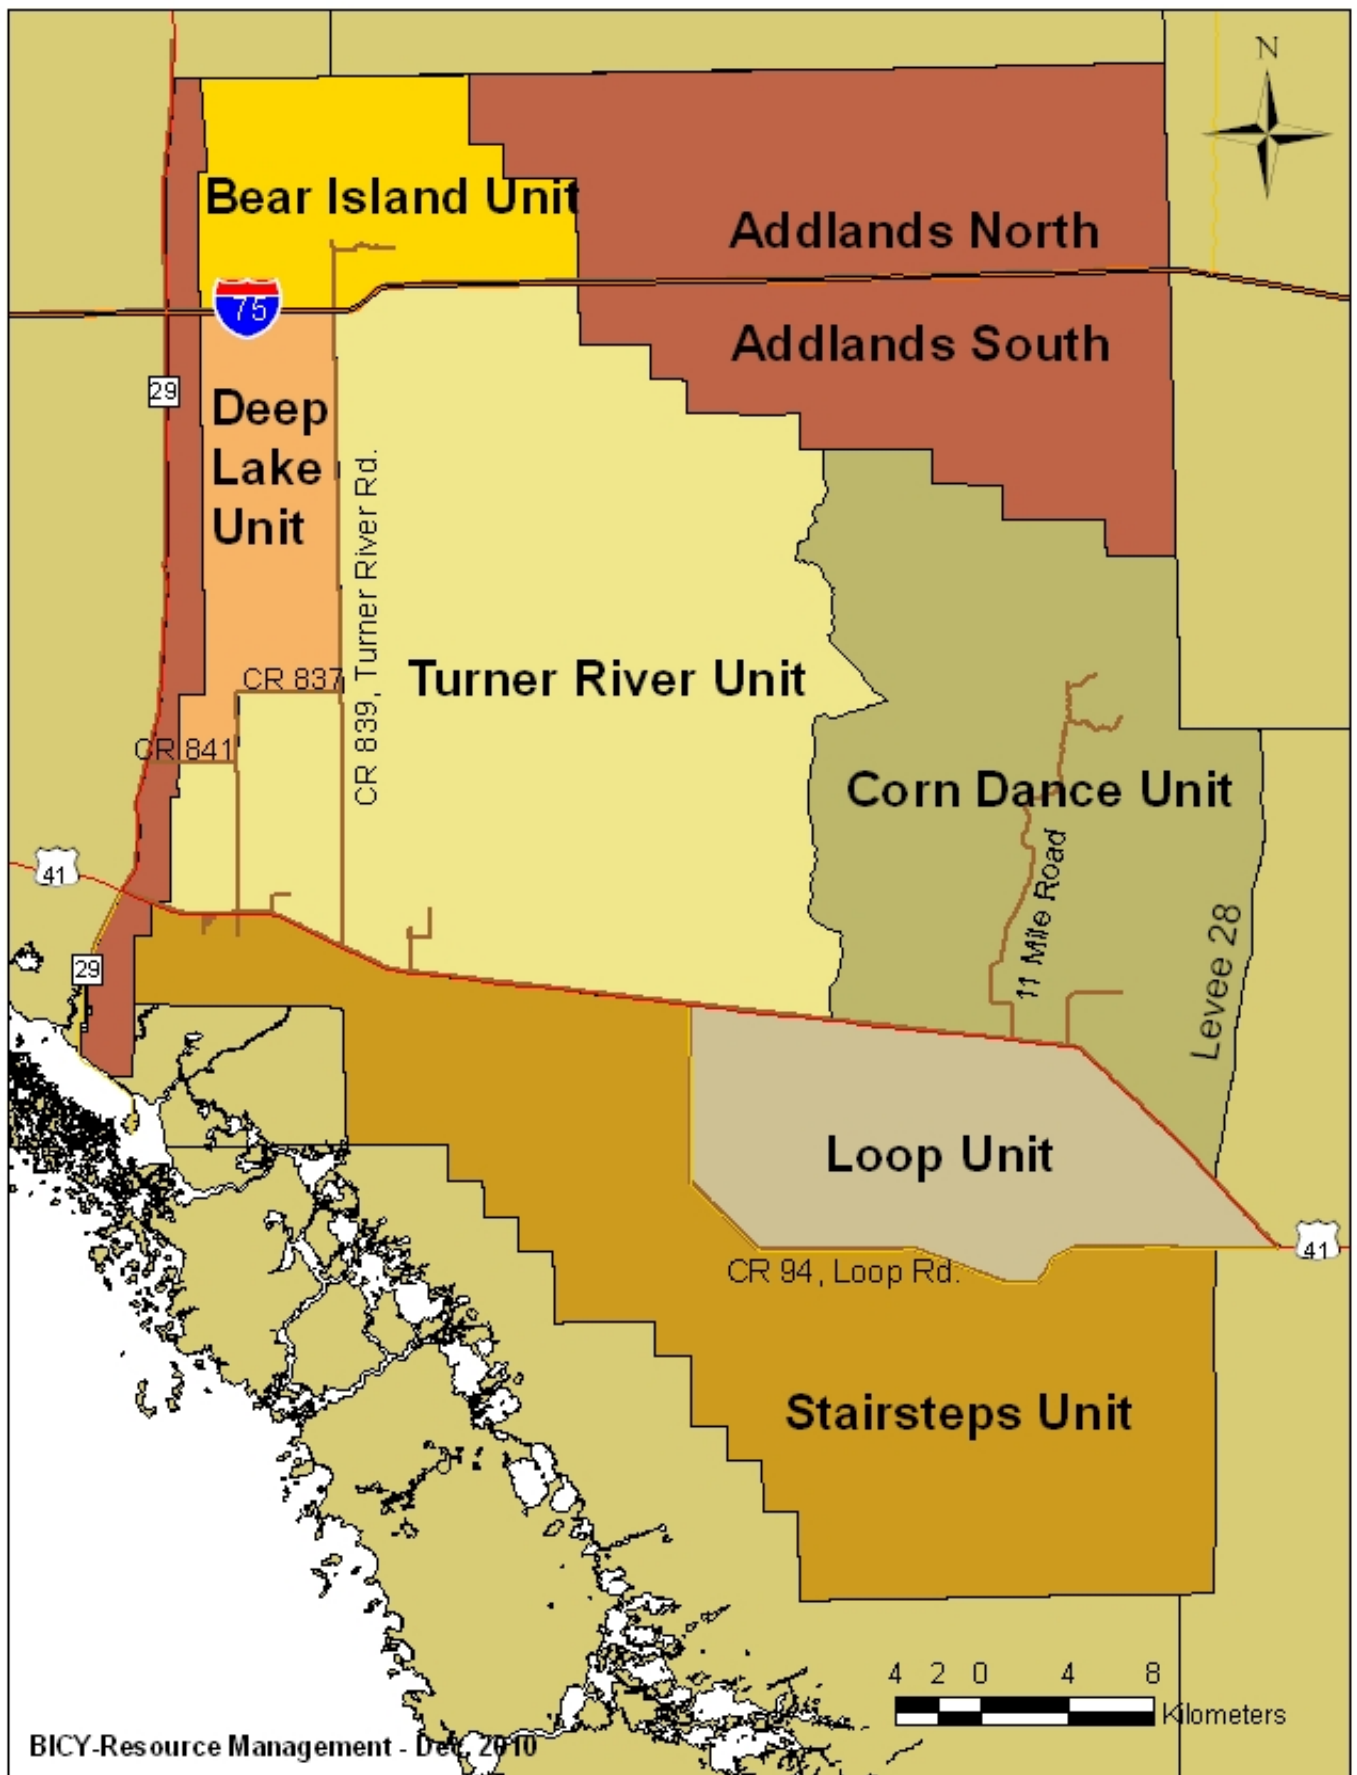 N
Bear Island Unit
Addlands North
75
Addlands South
29
Deep
Lake
Unit
CR 839, Turner River Rd.
CR 837
Turner River Unit
CR 841
Corn Dance Unit
41
11 Mile Road
Levee 28
29
Loop Unit
41
CR 94, Loop Rd.
Stairsteps Unit
4 2 0 4 8
Kilometers
BICY-Resource Management - Dec, 2010